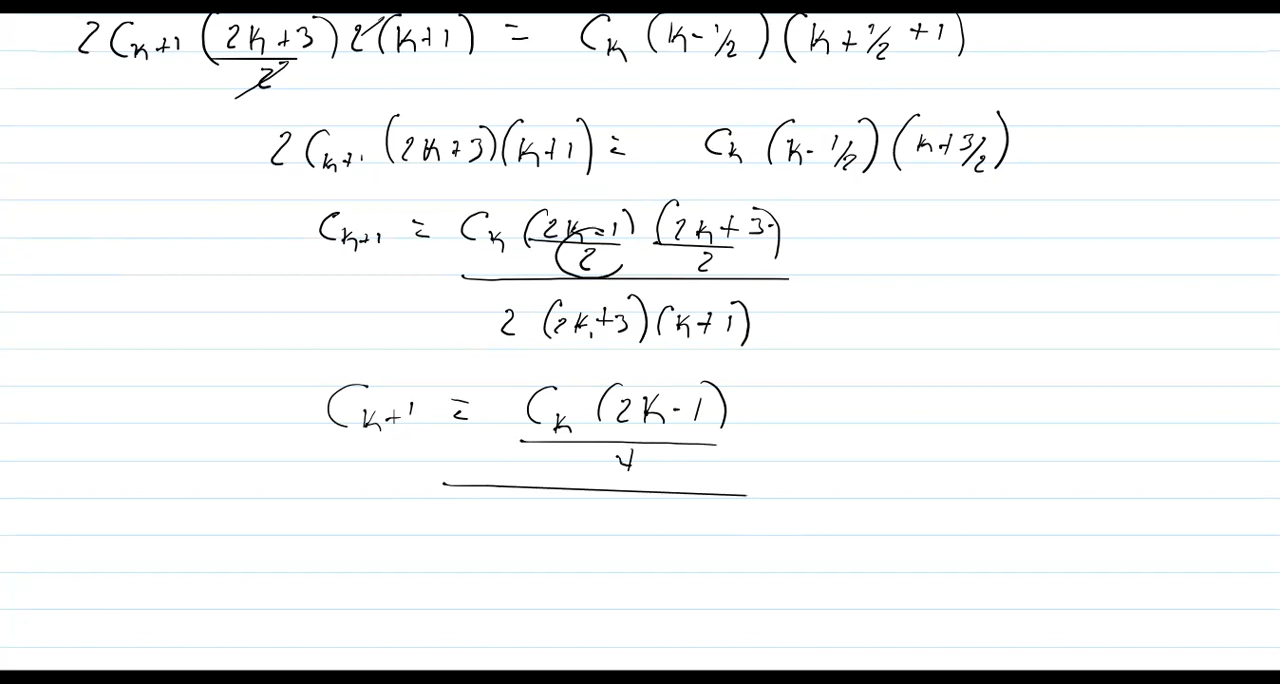 2 C_{k+1} ((2k+3)/2) 2 (k+1) = C_k (k - 1/2) (k + 1/2 + 1)
2 C_{k+1} (2k+3)(k+1) = C_k (k - 1/2) (k + 3/2)
C_{k+1} = C_k ((2k-1)/2) ((2k+3)/2)
2 (2k+3)(k+1)
C_{k+1} = C_k (2k-1)
4